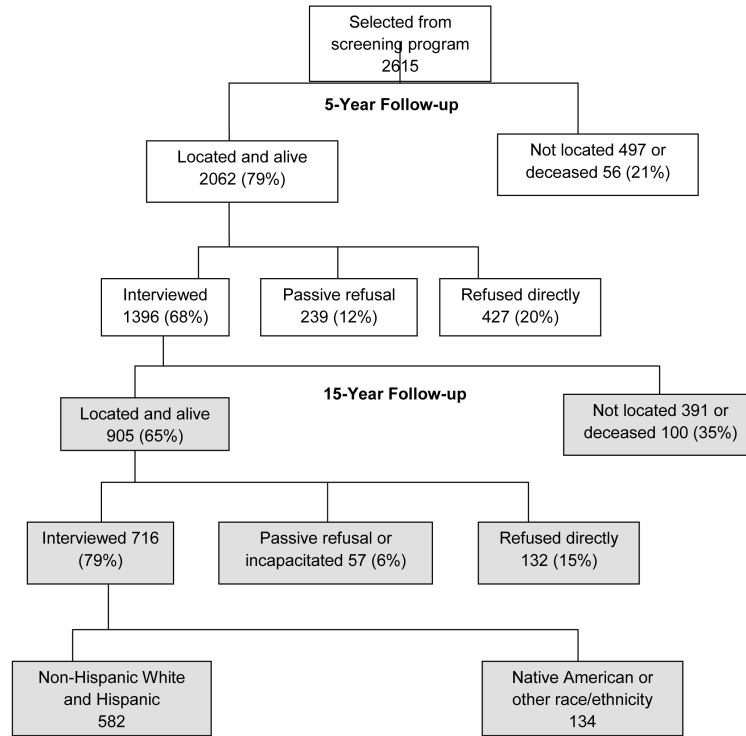 Selected from
screening program
2615
5-Year Follow-up
Located and alive
2062 (79%)
Not located 497 or
deceased 56 (21%)
Interviewed
1396 (68%)
Passive refusal
239 (12%)
Refused directly
427 (20%)
15-Year Follow-up
Located and alive
905 (65%)
Not located 391 or
deceased 100 (35%)
Interviewed 716
(79%)
Passive refusal or
incapacitated 57 (6%)
Refused directly
132 (15%)
Non-Hispanic White
and Hispanic
582
Native American or
other race/ethnicity
134